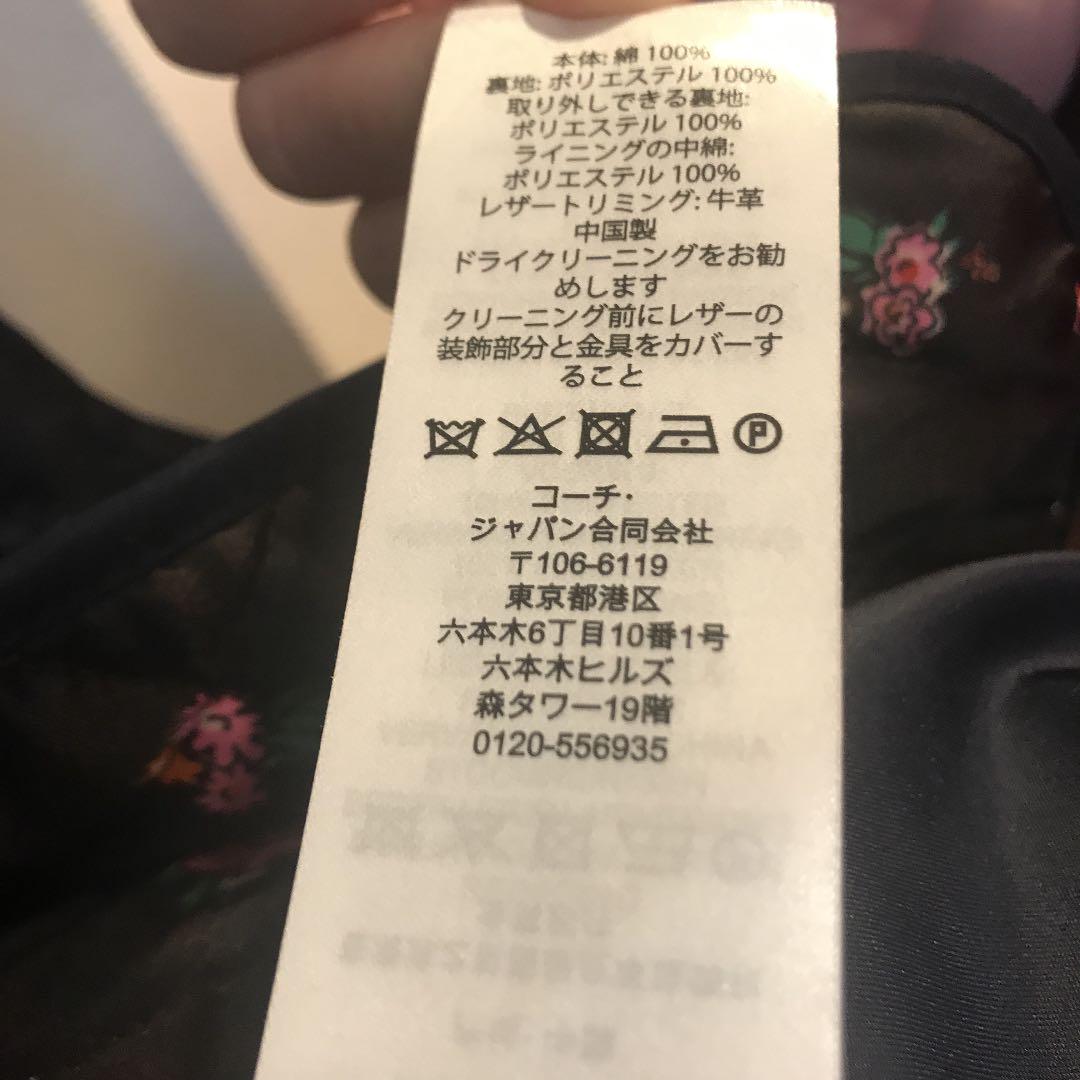 本体: 綿 100%
裏地: ポリエステル 100%
取り外しできる裏地:
ポリエステル 100%
ライニングの中綿:
ポリエステル 100%
レザートリミング: 牛革
中国製
ドライクリーニングをお勧
めします
クリーニング前にレザーの
装飾部分と金具をカバーす
ること
P
コーチ・
ジャパン合同会社
〒106-6119
東京都港区
六本木6丁目10番1号
六本木ヒルズ
森タワー19階
0120-556935